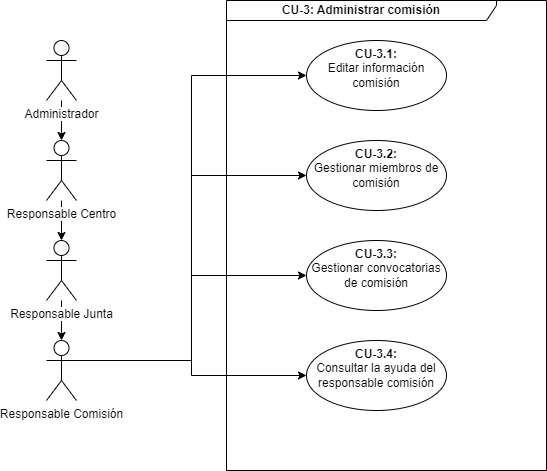 CU-3: Administrar comisión
Administrador
Responsable Centro
Responsable Junta
Responsable Comisión
CU-3.1:
Editar información
comisión
CU-3.2:
Gestionar miembros de
comisión
CU-3.3:
Gestionar convocatorias
de comisión
CU-3.4:
Consultar la ayuda del
responsable comisión